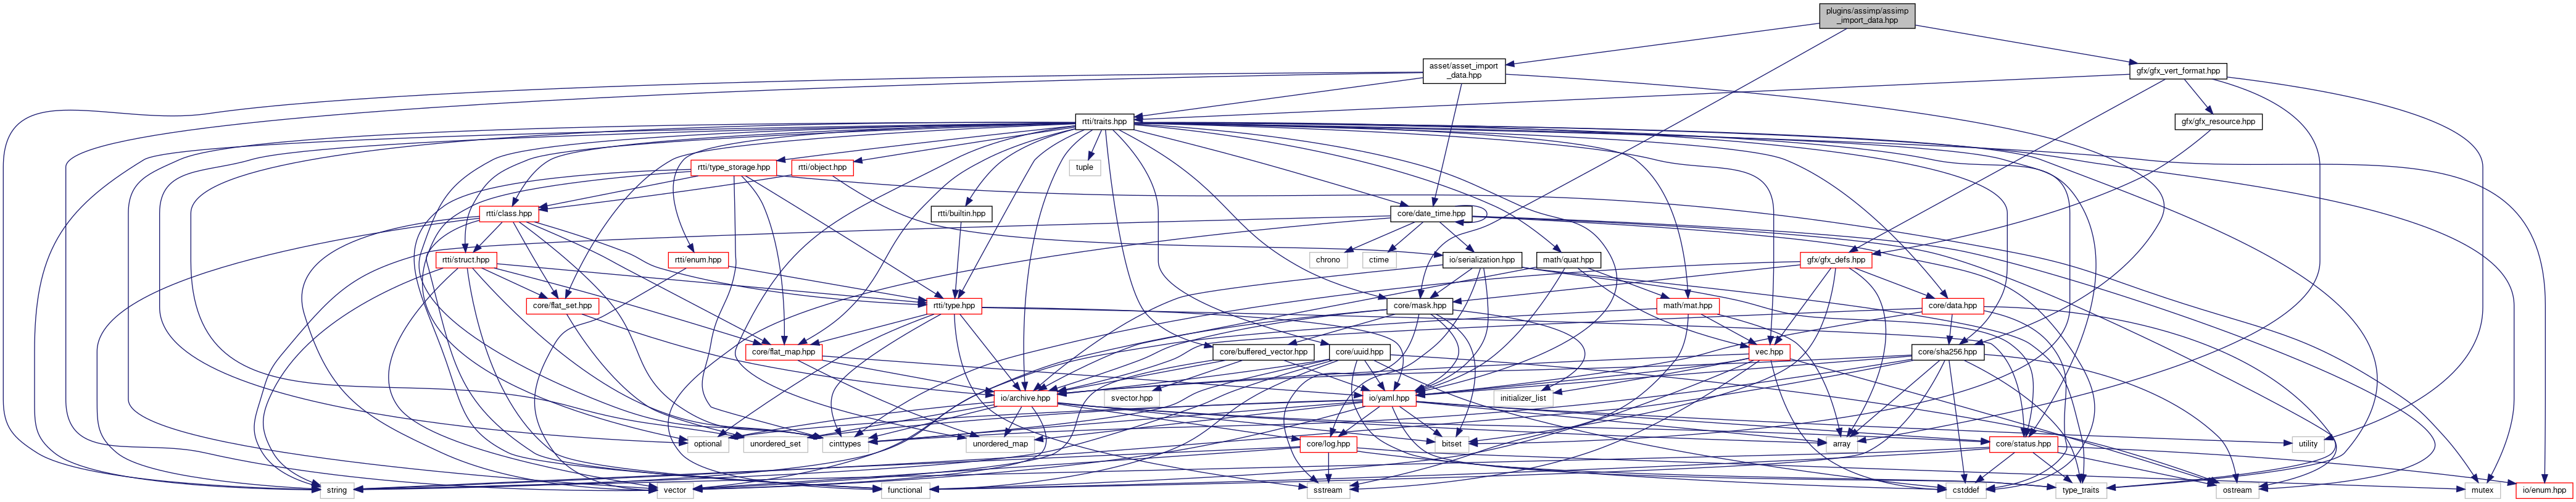 plugins/assimp/assimp
_import_data.hpp
asset/asset_import
_data.hpp
gfx/gfx_vert_format.hpp
rtti/traits.hpp
gfx/gfx_resource.hpp
rtti/type_storage.hpp
rtti/object.hpp
tuple
rtti/class.hpp
rtti/builtin.hpp
core/date_time.hpp
rtti/struct.hpp
rtti/enum.hpp
chrono
ctime
io/serialization.hpp
math/quat.hpp
gfx/gfx_defs.hpp
core/flat_set.hpp
rtti/type.hpp
core/mask.hpp
math/mat.hpp
core/data.hpp
core/flat_map.hpp
core/buffered_vector.hpp
core/uuid.hpp
vec.hpp
core/sha256.hpp
io/archive.hpp
svector.hpp
io/yaml.hpp
initializer_list
optional
unordered_set
cinttypes
unordered_map
core/log.hpp
bitset
array
core/status.hpp
utility
string
vector
functional
sstream
cstddef
type_traits
ostream
mutex
io/enum.hpp